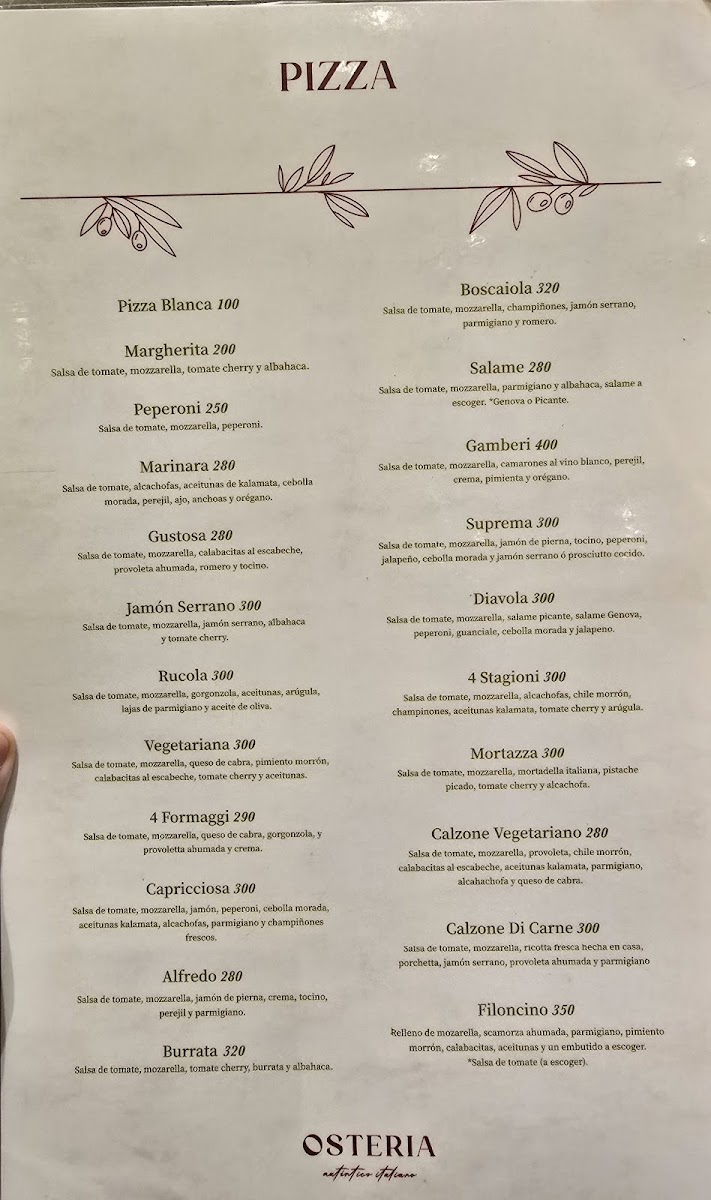 PIZZA
Pizza Blanca 100
Margherita 200
Salsa de tomate, mozzarella, tomate cherry y albahaca.
Peperoni 250
Salsa de tomate, mozzarella, peperoni.
Marinara 280
Salsa de tomate, alcachofas, aceitunas de kalamata, cebolla
morada, perejil, ajo, anchoas y orégano.
Gustosa 280
Salsa de tomate, mozzarella, calabacitas al escabeche,
provoleta ahumada, romero y tocino.
Jamón Serrano 300
Salsa de tomate, mozzarella, jamón serrano, albahaca
y tomate cherry.
Rucola 300
Salsa de tomate, mozzarella, gorgonzola, aceitunas, arúgula,
lajas de parmigiano y aceite de oliva.
Vegetariana 300
Salsa de tomate, mozzarella, queso de cabra, pimiento morrón,
calabacitas al escabeche, tomate cherry y aceitunas.
4 Formaggi 290
Salsa de tomate, mozzarella, queso de cabra, gorgonzola, y
provoletta ahumada y crema.
Capricciosa 300
Salsa de tomate, mozzarella, jamón, peperoni, cebolla morada,
aceitunas kalamata, alcachofas, parmigiano y champiñones
frescos.
Alfredo 280
Salsa de tomate, mozzarella, jamón de pierna, crema, tocino,
perejil y parmigiano.
Burrata 320
Salsa de tomate, mozarella, tomate cherry, burrata y albahaca.
Boscaiola 320
Salsa de tomate, mozzarella, champiñones, jamón serrano,
parmigiano y romero.
Salame 280
Salsa de tomate, mozzarella, parmigiano y albahaca, salame a
escoger. *Genova o Picante.
Gamberi 400
Salsa de tomate, mozzarella, camarones al vino blanco, perejil,
crema, pimienta y orégano.
Suprema 300
Salsa de tomate, mozzarella, jamón de pierna, tocino, peperoni,
jalapeño, cebolla morada y jamón serrano ó prosciutto cocido.
Diavola 300
Salsa de tomate, mozzarella, salame picante, salame Genova,
peperoni, guanciale, cebolla morada y jalapeno.
4 Stagioni 300
Salsa de tomate, mozzarella, alcachofas, chile morrón,
champinones, aceitunas kalamata, tomate cherry y arúgula.
Mortazza 300
Salsa de tomate, mozzarella, mortadella italiana, pistache
picado, tomate cherry y alcachofa.
Calzone Vegetariano 280
Salsa de tomate, mozzarella, provoleta, chile morrón,
calabacitas al escabeche, aceitunas kalamata, parmigiano,
alcahachofa y queso de cabra.
Calzone Di Carne 300
Salsa de tomate, mozzarella, ricotta fresca hecha en casa,
porchetta, jamón serrano, provoleta ahumada y parmigiano
Filoncino 350
Relleno de mozarella, scamorza ahumada, parmigiano, pimiento
morrón, calabacitas, aceitunas y un embutido a escoger.
*Salsa de tomate (a escoger).
OSTERIA
auténtico italiano